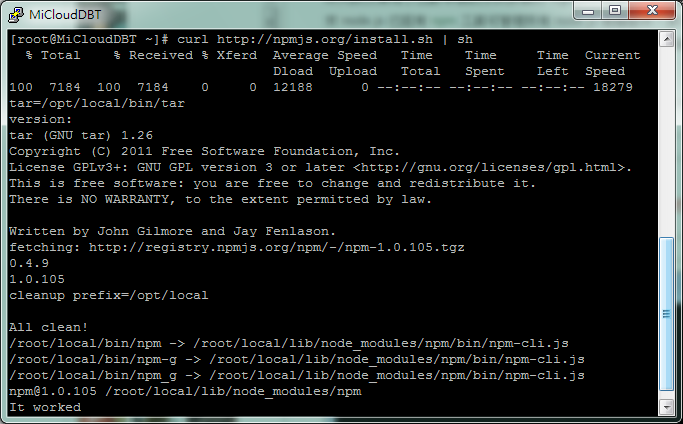 MiCloudDBT
[root@MiCloudDBT ~]# curl http://npmjs.org/install.sh | sh
  % Total    % Received % Xferd  Average Speed   Time    Time     Time  Current
                                 Dload  Upload   Total   Spent    Left  Speed
100  7184  100  7184    0     0  12188      0 --:--:-- --:--:-- --:--:-- 18279
tar=/opt/local/bin/tar
version:
tar (GNU tar) 1.26
Copyright (C) 2011 Free Software Foundation, Inc.
License GPLv3+: GNU GPL version 3 or later <http://gnu.org/licenses/gpl.html>.
This is free software: you are free to change and redistribute it.
There is NO WARRANTY, to the extent permitted by law.
Written by John Gilmore and Jay Fenlason.
fetching: http://registry.npmjs.org/npm/-/npm-1.0.105.tgz
0.4.9
1.0.105
cleanup prefix=/opt/local
All clean!
/root/local/bin/npm -> /root/local/lib/node_modules/npm/bin/npm-cli.js
/root/local/bin/npm-g -> /root/local/lib/node_modules/npm/bin/npm-cli.js
/root/local/bin/npm_g -> /root/local/lib/node_modules/npm/bin/npm-cli.js
npm@1.0.105 /root/local/lib/node_modules/npm
It worked